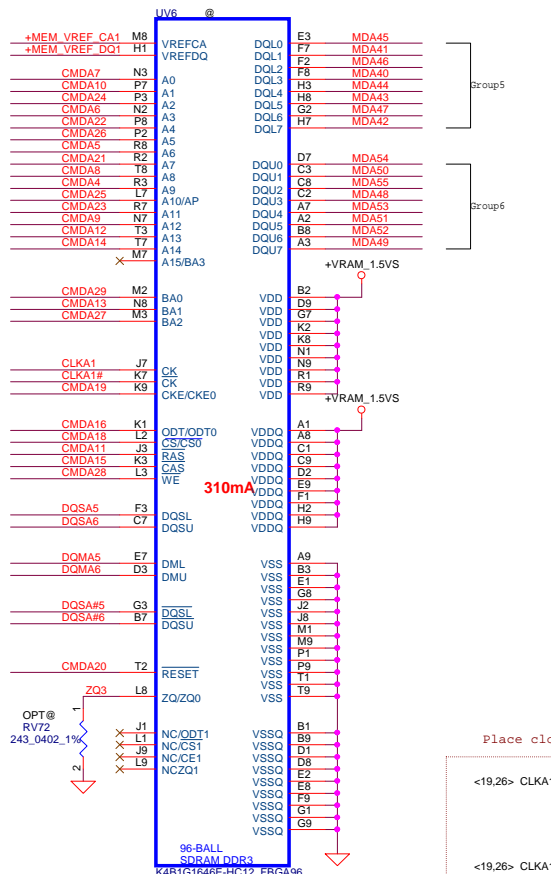 UV6 @
+MEM_VREF_CA1 M8 VREFCA
+MEM_VREF_DQ1 H1 VREFDQ
CMDA7 N3 A0
CMDA10 P7 A1
CMDA24 P3 A2
CMDA6 N2 A3
CMDA22 P8 A4
CMDA26 P2 A5
CMDA5 R8 A6
CMDA21 R2 A7
CMDA8 T8 A8
CMDA4 R3 A9
CMDA25 L7 A10/AP
CMDA23 R7 A11
CMDA9 N7 A12
CMDA12 T3 A13
CMDA14 T7 A14
M7 A15/BA3
CMDA29 M2 BA0
CMDA13 N8 BA1
CMDA27 M3 BA2
CLKA1 J7 CK
CLKA1# K7 CK
CMDA19 K9 CKE/CKE0
CMDA16 K1 ODT/ODT0
CMDA18 L2 CS/CS0
CMDA11 J3 RAS
CMDA15 K3 CAS
CMDA28 L3 WE
310mA
DQSA5 F3 DQSL
DQSA6 C7 DQSU
DQMA5 E7 DML
DQMA6 D3 DMU
DQSA#5 G3 DQSL
DQSA#6 B7 DQSU
CMDA20 T2 RESET
ZQ3 L8 ZQ/ZQ0
OPT@
RV72
243_0402_1%
1
2
J1 NC/ODT1
L1 NC/CS1
J9 NC/CE1
L9 NCZQ1
DQL0 E3 MDA45
DQL1 F7 MDA41
DQL2 F2 MDA46
DQL3 F8 MDA40
DQL4 H3 MDA44
DQL5 H8 MDA43
DQL6 G2 MDA47
DQL7 H7 MDA42
Group5
DQU0 D7 MDA54
DQU1 C3 MDA50
DQU2 C8 MDA55
DQU3 C2 MDA48
DQU4 A7 MDA53
DQU5 A2 MDA51
DQU6 B8 MDA52
DQU7 A3 MDA49
Group6
+VRAM_1.5VS
VDD B2
VDD D9
VDD G7
VDD K2
VDD K8
VDD N1
VDD N9
VDD R1
VDD R9
+VRAM_1.5VS
VDDQ A1
VDDQ A8
VDDQ C1
VDDQ C9
VDDQ D2
VDDQ E9
VDDQ F1
VDDQ H2
VDDQ H9
VSS A9
VSS B3
VSS E1
VSS G8
VSS J2
VSS J8
VSS M1
VSS M9
VSS P1
VSS P9
VSS T1
VSS T9
VSSQ B1
VSSQ B9
VSSQ D1
VSSQ D8
VSSQ E2
VSSQ E8
VSSQ F9
VSSQ G1
VSSQ G9
96-BALL
SDRAM DDR3
K4B1G1646E-HC12 FBGA96
Place clo
<19,26> CLKA1
<19,26> CLKA1